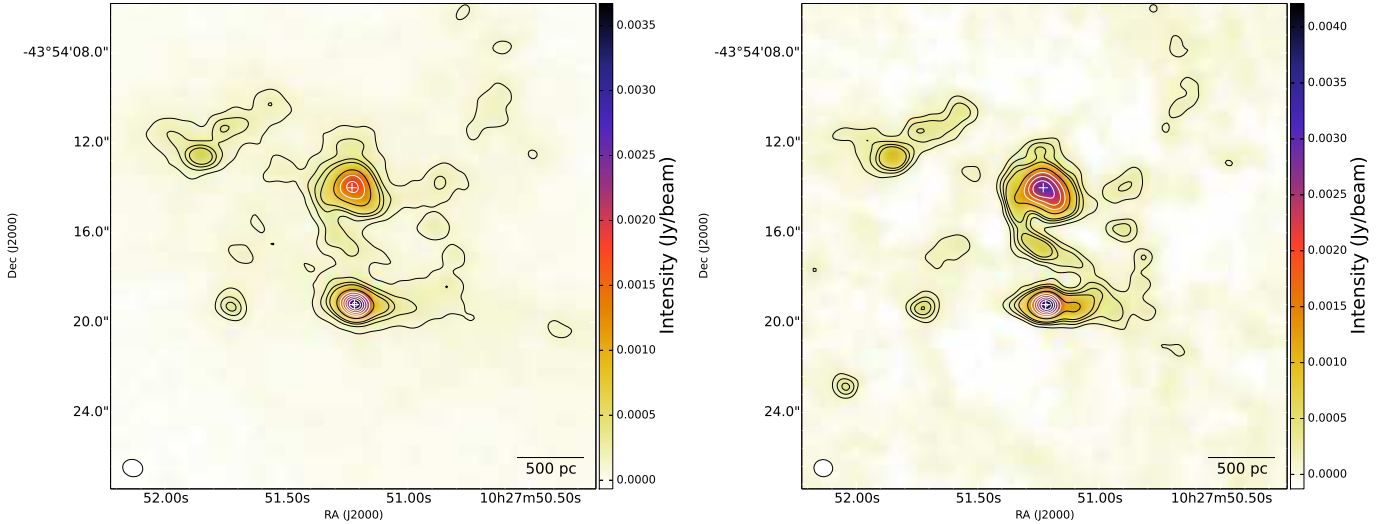 -43°54'08.0"
12.0"
16.0"
20.0"
24.0"
Dec (J2000)
52.00s
51.50s
51.00s
10h27m50.50s
RA (J2000)
500 pc
0.0035
0.0030
0.0025
0.0020
0.0015
0.0010
0.0005
0.0000
Intensity (Jy/beam)
-43°54'08.0"
12.0"
16.0"
20.0"
24.0"
Dec (J2000)
52.00s
51.50s
51.00s
10h27m50.50s
RA (J2000)
500 pc
0.0040
0.0035
0.0030
0.0025
0.0020
0.0015
0.0010
0.0005
0.0000
Intensity (Jy/beam)